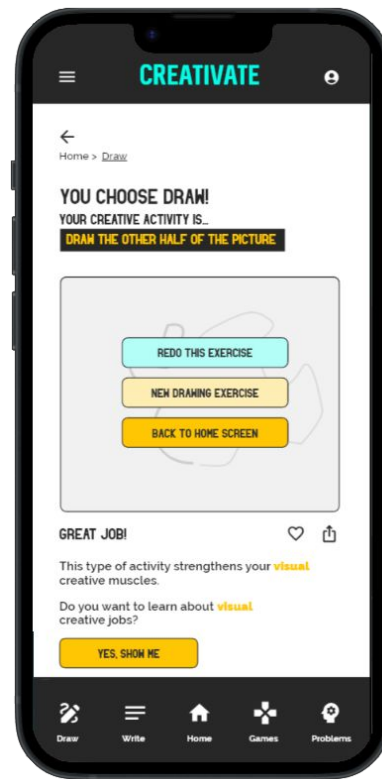 CREATIVATE
Home > Draw
YOU CHOOSE DRAW!
YOUR CREATIVE ACTIVITY IS...
DRAW THE OTHER HALF OF THE PICTURE
REDO THIS EXERCISE
NEW DRAWING EXERCISE
BACK TO HOME SCREEN
GREAT JOB!
This type of activity strengthens your visual
creative muscles.
Do you want to learn about visual
creative jobs?
YES, SHOW ME
Draw Write Home Games Problems